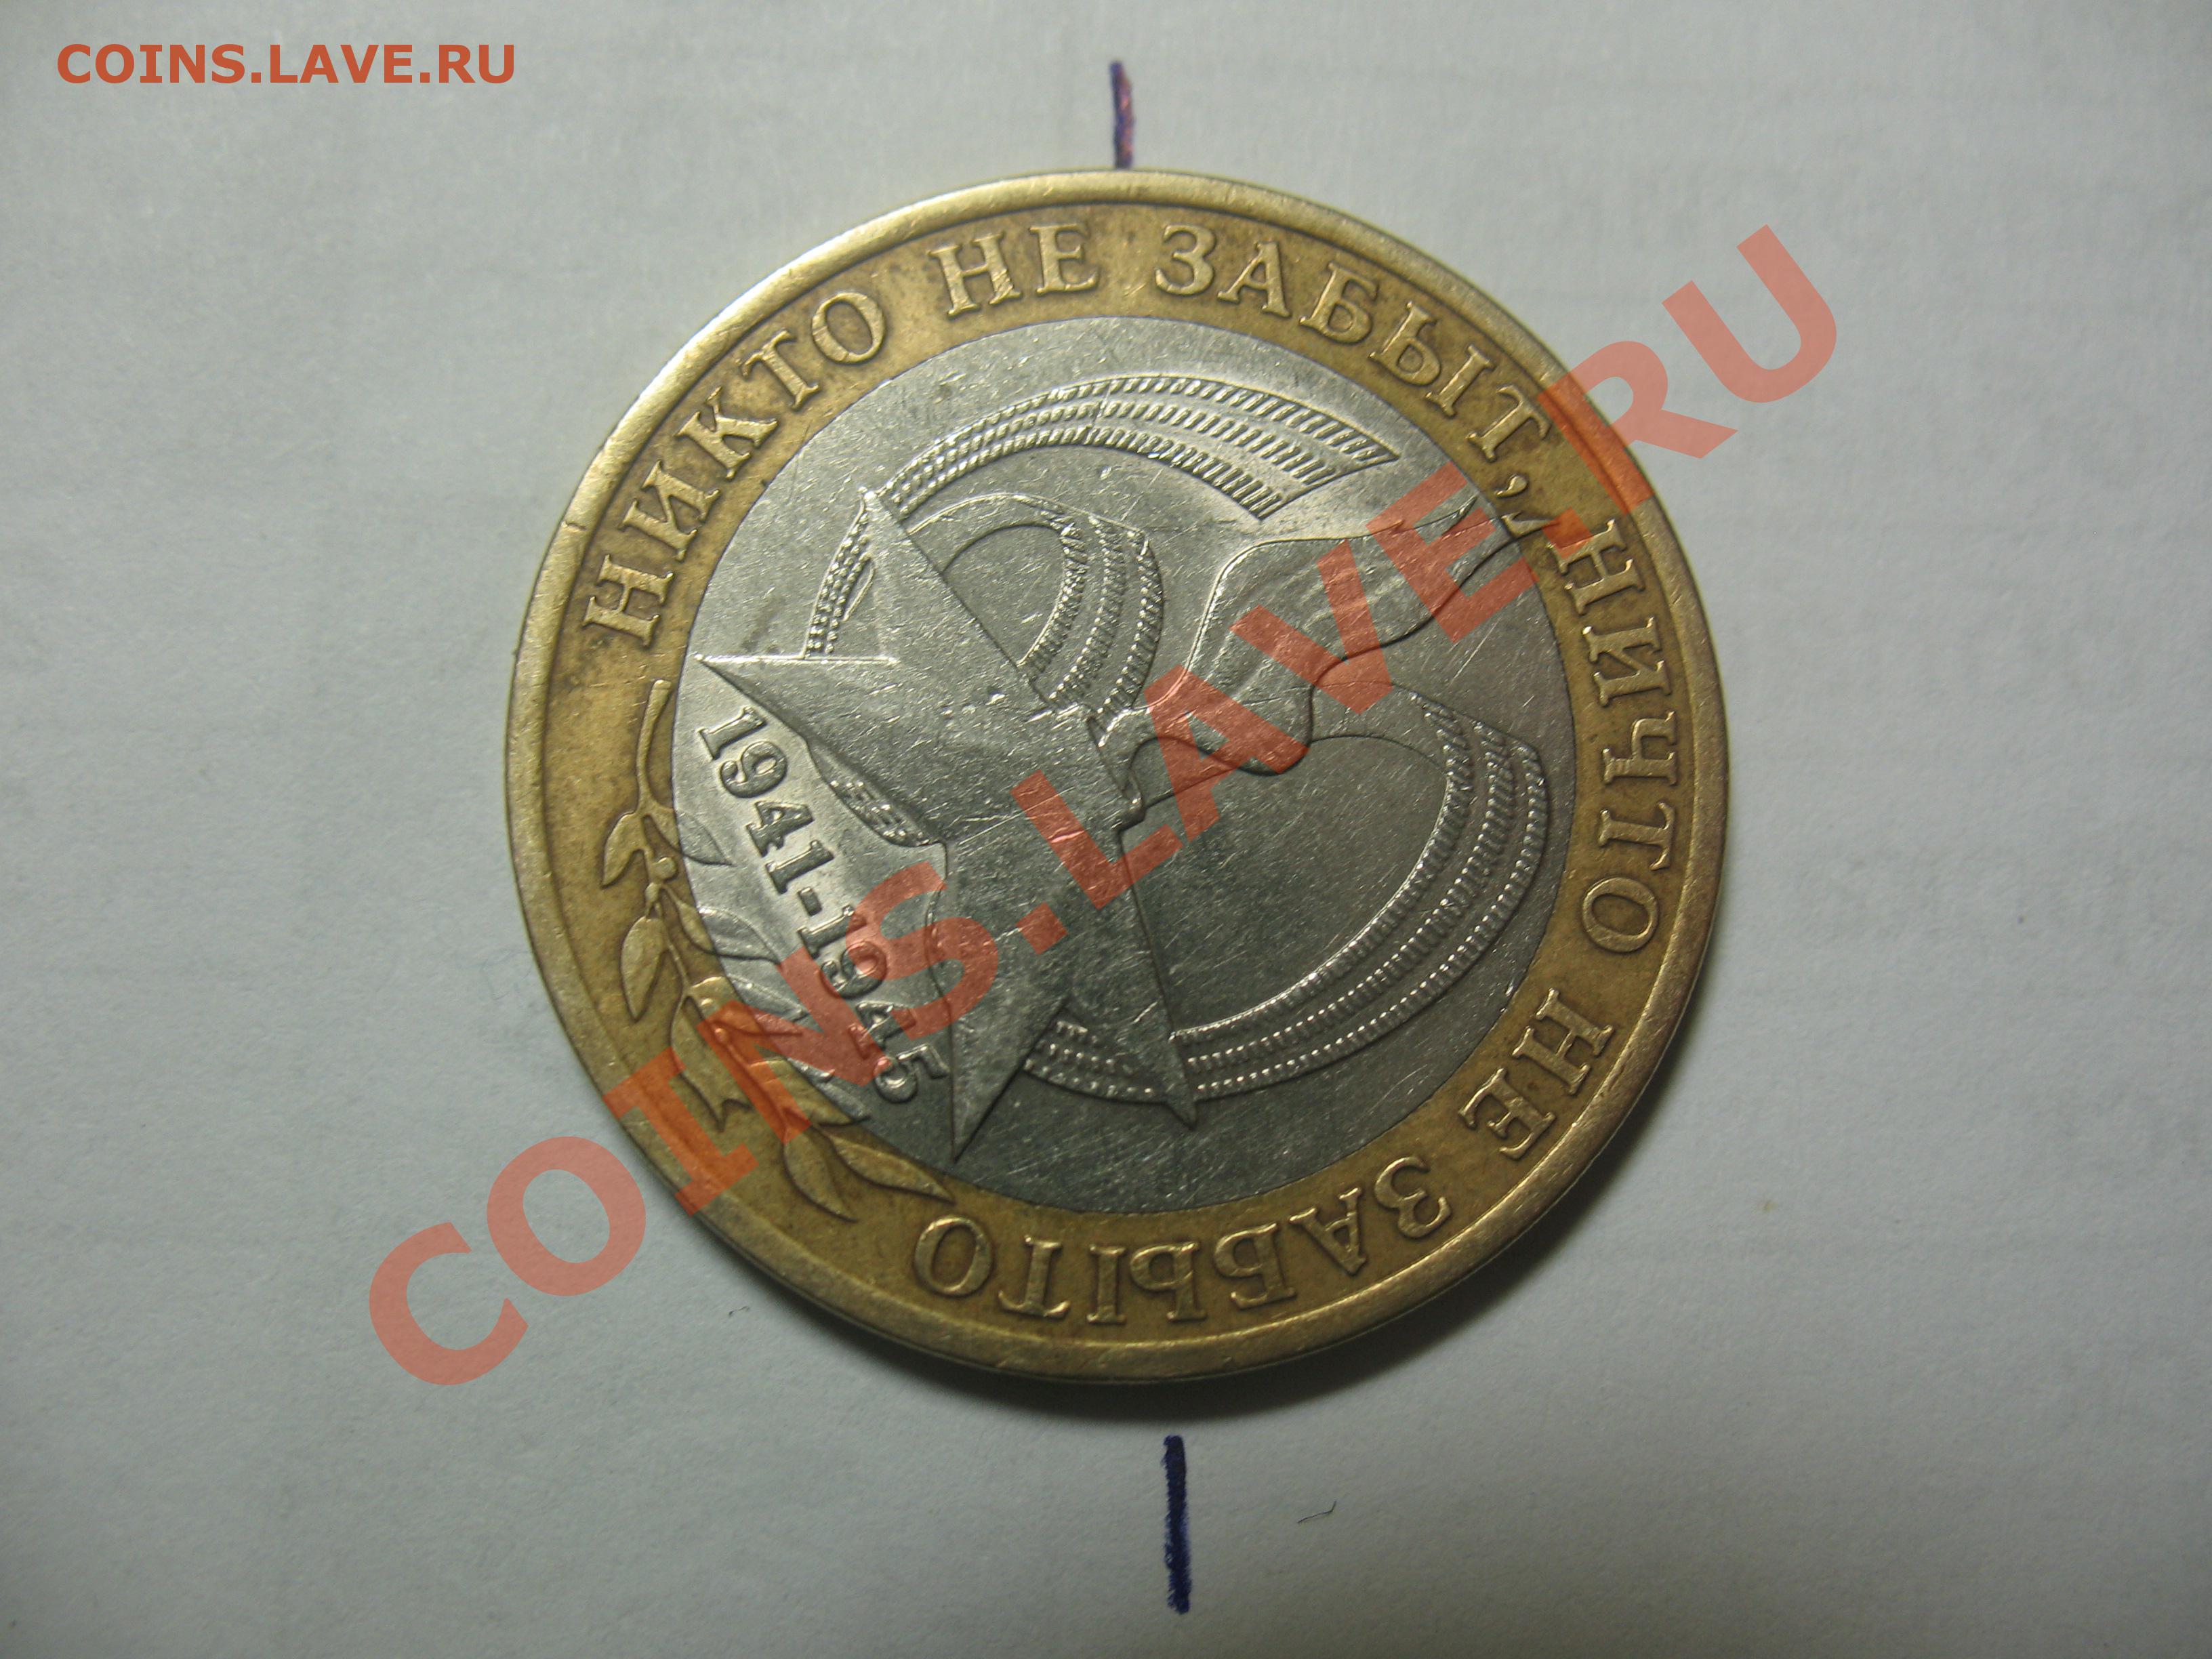 COINS.LAVE.RU
НИКТО НЕ ЗАБЫТ, НИЧТО НЕ ЗАБЫТО
1941-1945
COINS.LAVE.RU